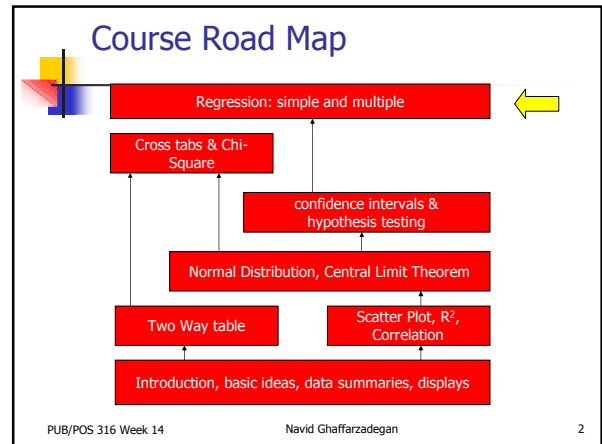 Course Road Map
Regression: simple and multiple
Cross tabs & Chi-
Square
confidence intervals &
hypothesis testing
Normal Distribution, Central Limit Theorem
Two Way table
Scatter Plot, R²,
Correlation
Introduction, basic ideas, data summaries, displays
PUB/POS 316 Week 14
Navid Ghaffarzadegan
2